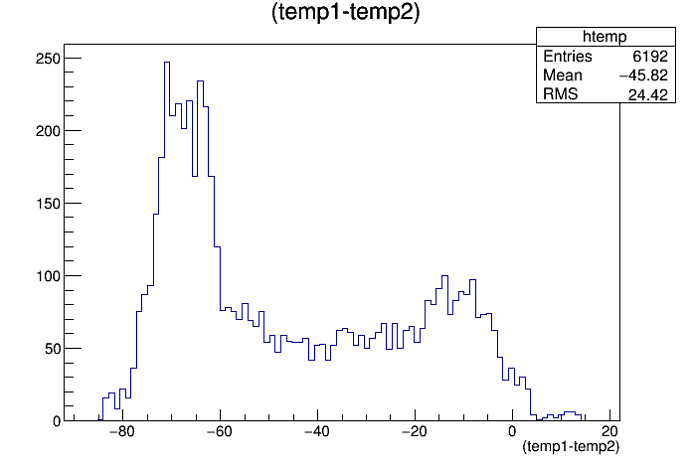 (temp1-temp2)
htemp
Entries 6192
Mean −45.82
RMS 24.42
250
200
150
100
50
0
−80 −60 −40 −20 0 20
(temp1-temp2)